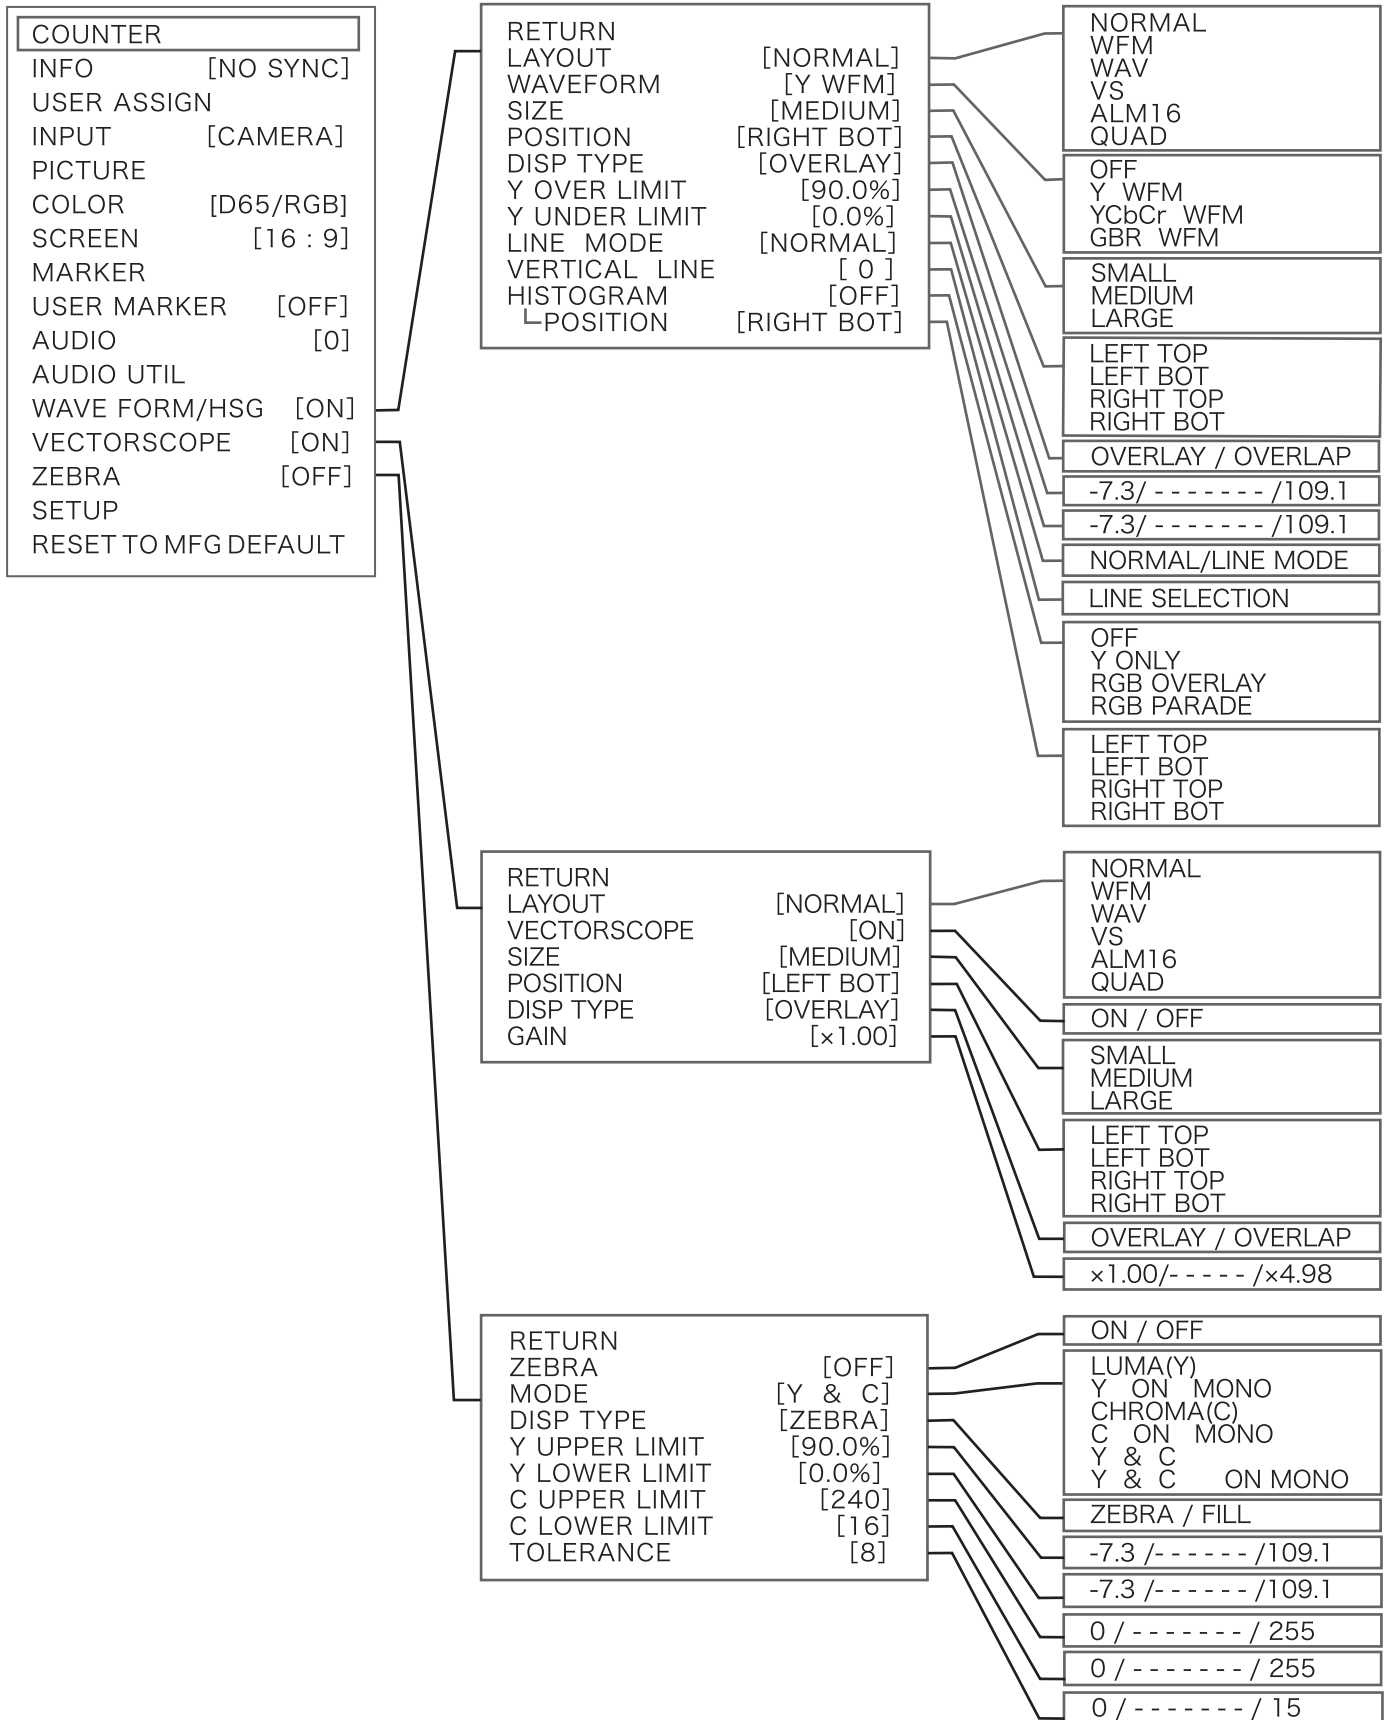 COUNTER
INFO [NO SYNC]
USER ASSIGN
INPUT [CAMERA]
PICTURE
COLOR [D65/RGB]
SCREEN [16 : 9]
MARKER
USER MARKER [OFF]
AUDIO [0]
AUDIO UTIL
WAVE FORM/HSG [ON]
VECTORSCOPE [ON]
ZEBRA [OFF]
SETUP
RESET TO MFG DEFAULT
RETURN
LAYOUT [NORMAL]
WAVEFORM [Y WFM]
SIZE [MEDIUM]
POSITION [RIGHT BOT]
DISP TYPE [OVERLAY]
Y OVER LIMIT [90.0%]
Y UNDER LIMIT [0.0%]
LINE MODE [NORMAL]
VERTICAL LINE [ 0 ]
HISTOGRAM [OFF]
└POSITION [RIGHT BOT]
NORMAL
WFM
WAV
VS
ALM16
QUAD
OFF
Y WFM
YCbCr WFM
GBR WFM
SMALL
MEDIUM
LARGE
LEFT TOP
LEFT BOT
RIGHT TOP
RIGHT BOT
OVERLAY / OVERLAP
-7.3/ - - - - - - - /109.1
-7.3/ - - - - - - - /109.1
NORMAL/LINE MODE
LINE SELECTION
OFF
Y ONLY
RGB OVERLAY
RGB PARADE
LEFT TOP
LEFT BOT
RIGHT TOP
RIGHT BOT
RETURN
LAYOUT [NORMAL]
VECTORSCOPE [ON]
SIZE [MEDIUM]
POSITION [LEFT BOT]
DISP TYPE [OVERLAY]
GAIN [×1.00]
NORMAL
WFM
WAV
VS
ALM16
QUAD
ON / OFF
SMALL
MEDIUM
LARGE
LEFT TOP
LEFT BOT
RIGHT TOP
RIGHT BOT
OVERLAY / OVERLAP
×1.00/- - - - - /×4.98
RETURN
ZEBRA [OFF]
MODE [Y & C]
DISP TYPE [ZEBRA]
Y UPPER LIMIT [90.0%]
Y LOWER LIMIT [0.0%]
C UPPER LIMIT [240]
C LOWER LIMIT [16]
TOLERANCE [8]
ON / OFF
LUMA(Y)
Y ON MONO
CHROMA(C)
C ON MONO
Y & C
Y & C ON MONO
ZEBRA / FILL
-7.3 /- - - - - - /109.1
-7.3 /- - - - - - /109.1
0 / - - - - - - - / 255
0 / - - - - - - - / 255
0 / - - - - - - - / 15